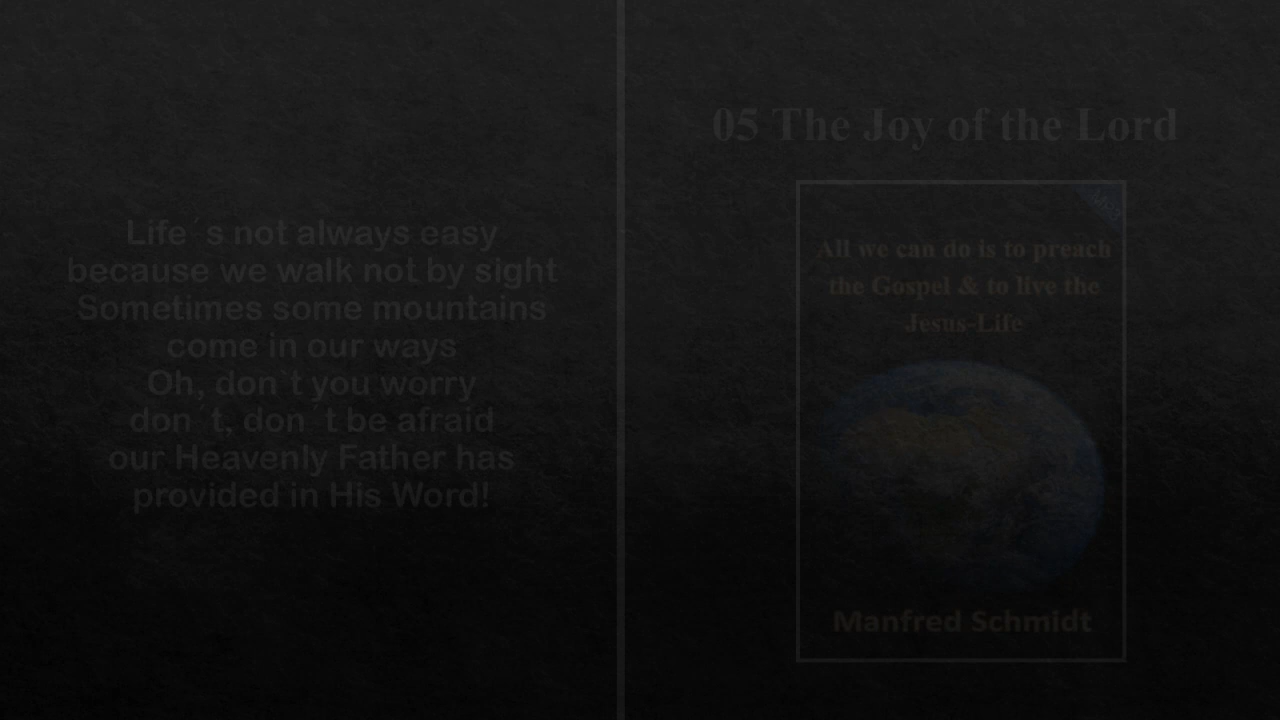 Life´s not always easy
because we walk not by sight
Sometimes some mountains
come in our ways
Oh, don`t you worry
don´t, don´t be afraid
our Heavenly Father has
provided in His Word!
05 The Joy of the Lord
All we can do is to preach
the Gospel & to live the
Jesus-Life
Manfred Schmidt